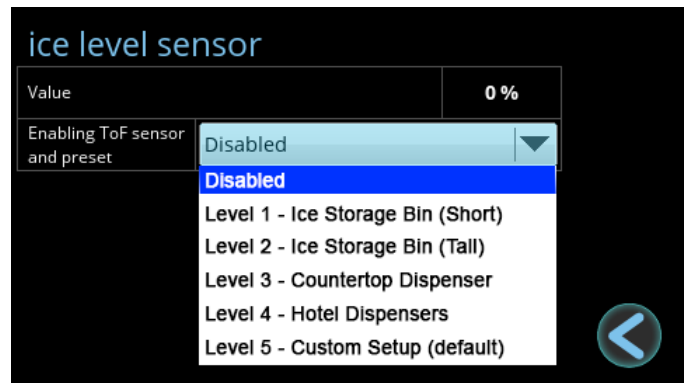 ice level sensor
Value
0 %
Enabling ToF sensor
and preset
Disabled
Disabled
Level 1 - Ice Storage Bin (Short)
Level 2 - Ice Storage Bin (Tall)
Level 3 - Countertop Dispenser
Level 4 - Hotel Dispensers
Level 5 - Custom Setup (default)